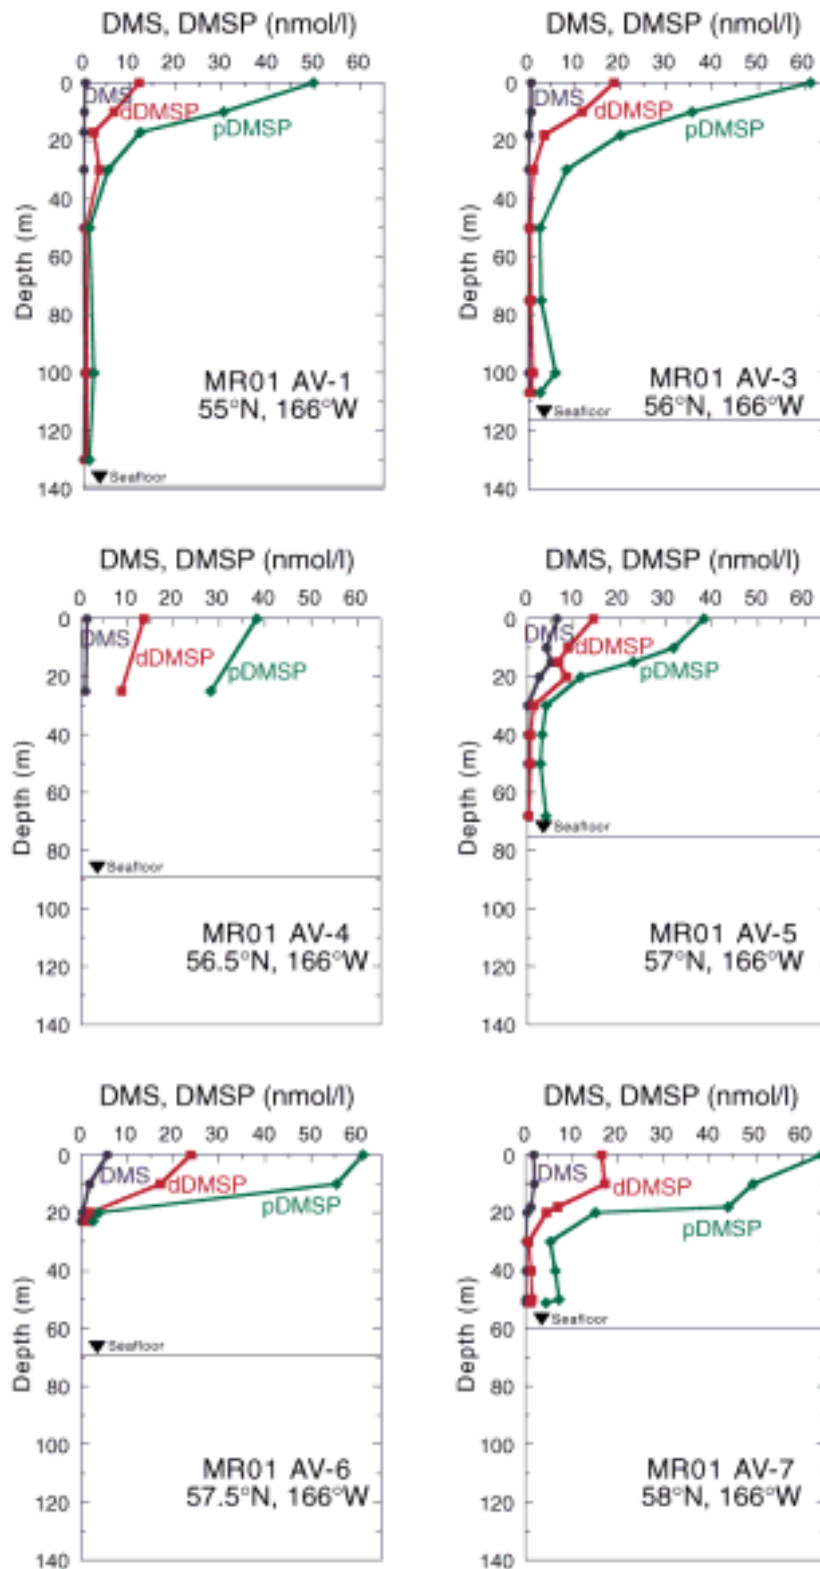 DMS, DMSP (nmol/l)
0 10 20 30 40 50 60
0
20
40
60
80
100
120
140
Depth (m)
DMS
dDMSP
pDMSP
MR01 AV-1
55°N, 166°W
Seafloor
DMS, DMSP (nmol/l)
0 10 20 30 40 50 60
0
20
40
60
80
100
120
140
Depth (m)
DMS
dDMSP
pDMSP
MR01 AV-3
56°N, 166°W
Seafloor
DMS, DMSP (nmol/l)
0 10 20 30 40 50 60
0
20
40
60
80
100
120
140
Depth (m)
DMS
dDMSP
pDMSP
Seafloor
MR01 AV-4
56.5°N, 166°W
DMS, DMSP (nmol/l)
0 10 20 30 40 50 60
0
20
40
60
80
100
120
140
Depth (m)
DMS
dDMSP
pDMSP
Seafloor
MR01 AV-5
57°N, 166°W
DMS, DMSP (nmol/l)
0 10 20 30 40 50 60
0
20
40
60
80
100
120
140
Depth (m)
DMS
dDMSP
pDMSP
Seafloor
MR01 AV-6
57.5°N, 166°W
DMS, DMSP (nmol/l)
0 10 20 30 40 50 60
0
20
40
60
80
100
120
140
Depth (m)
DMS
dDMSP
pDMSP
Seafloor
MR01 AV-7
58°N, 166°W